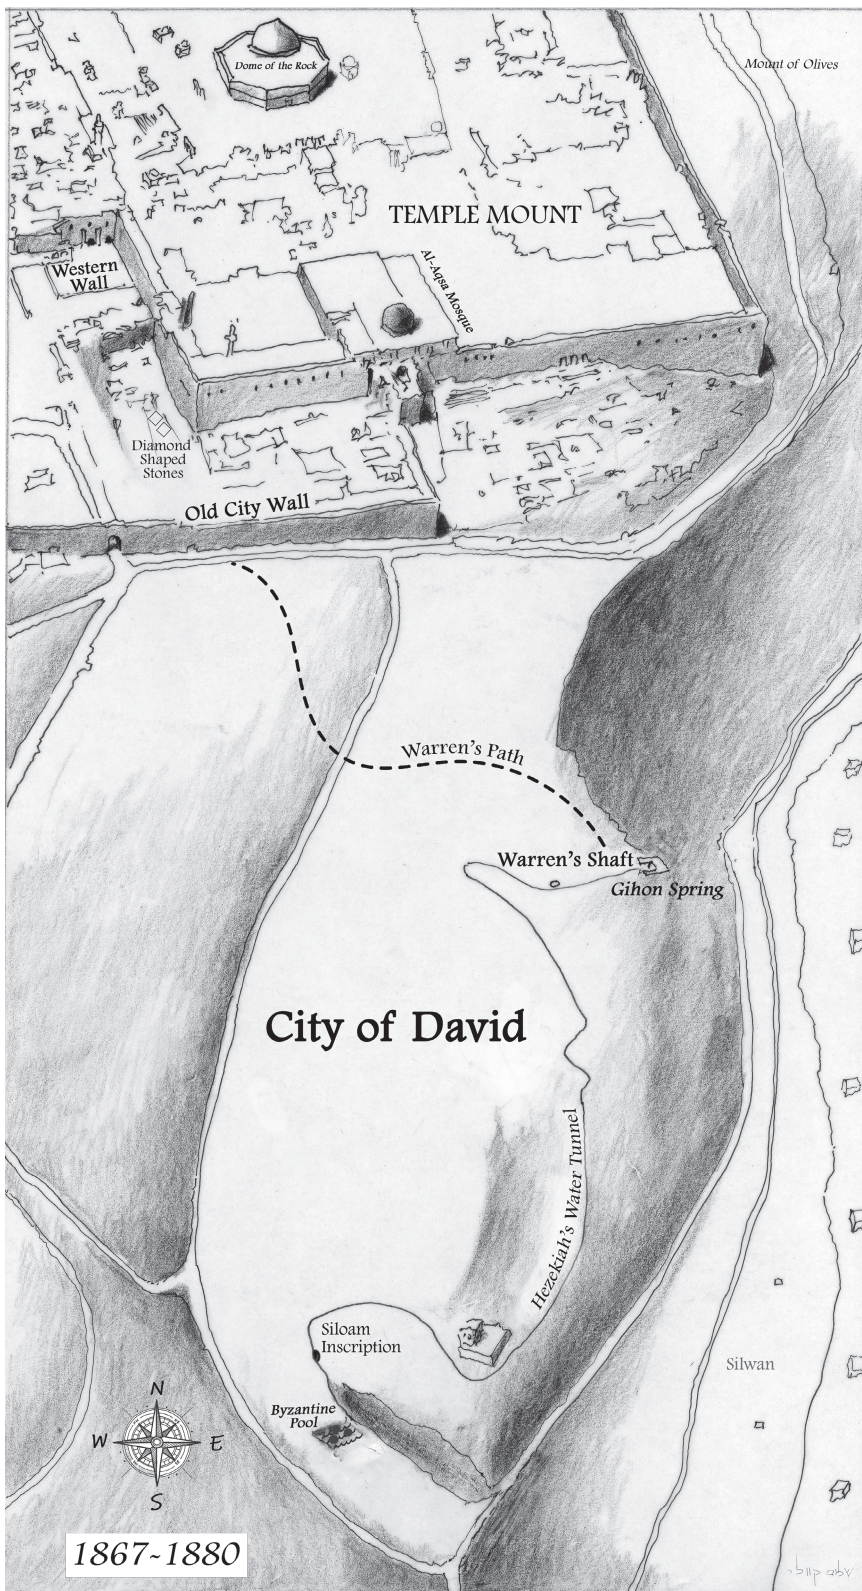 Dome of the Rock
Mount of Olives
TEMPLE MOUNT
Western
Wall
Al-Aqsa Mosque
Diamond
Shaped
Stones
Old City Wall
Warren's Path
Warren's Shaft
Gihon Spring
City of David
Hezekiah's Water Tunnel
Siloam
Inscription
Silwan
Byzantine
Pool
N
W
E
S
1867~1880